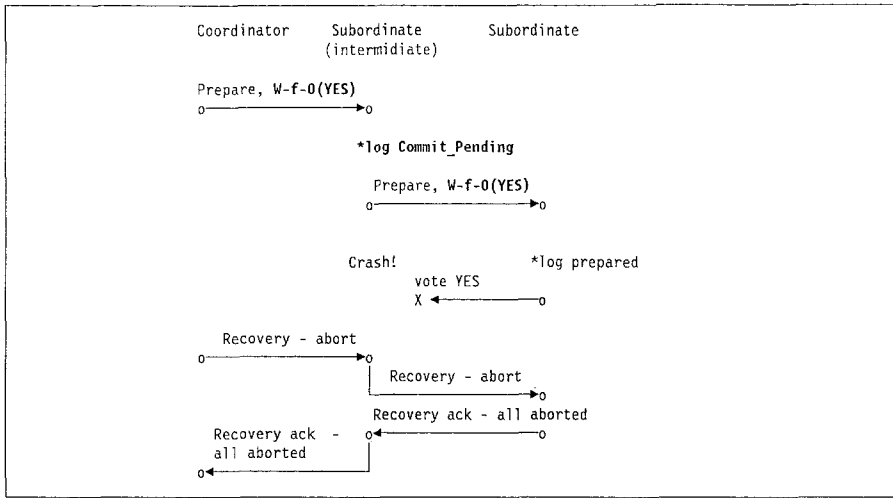 Coordinator Subordinate Subordinate
(intermidiate)
Prepare, W-f-O(YES)
*log Commit_Pending
Prepare, W-f-O(YES)
Crash! *log prepared
vote YES
X
Recovery - abort
Recovery - abort
Recovery ack - all aborted
Recovery ack -
all aborted